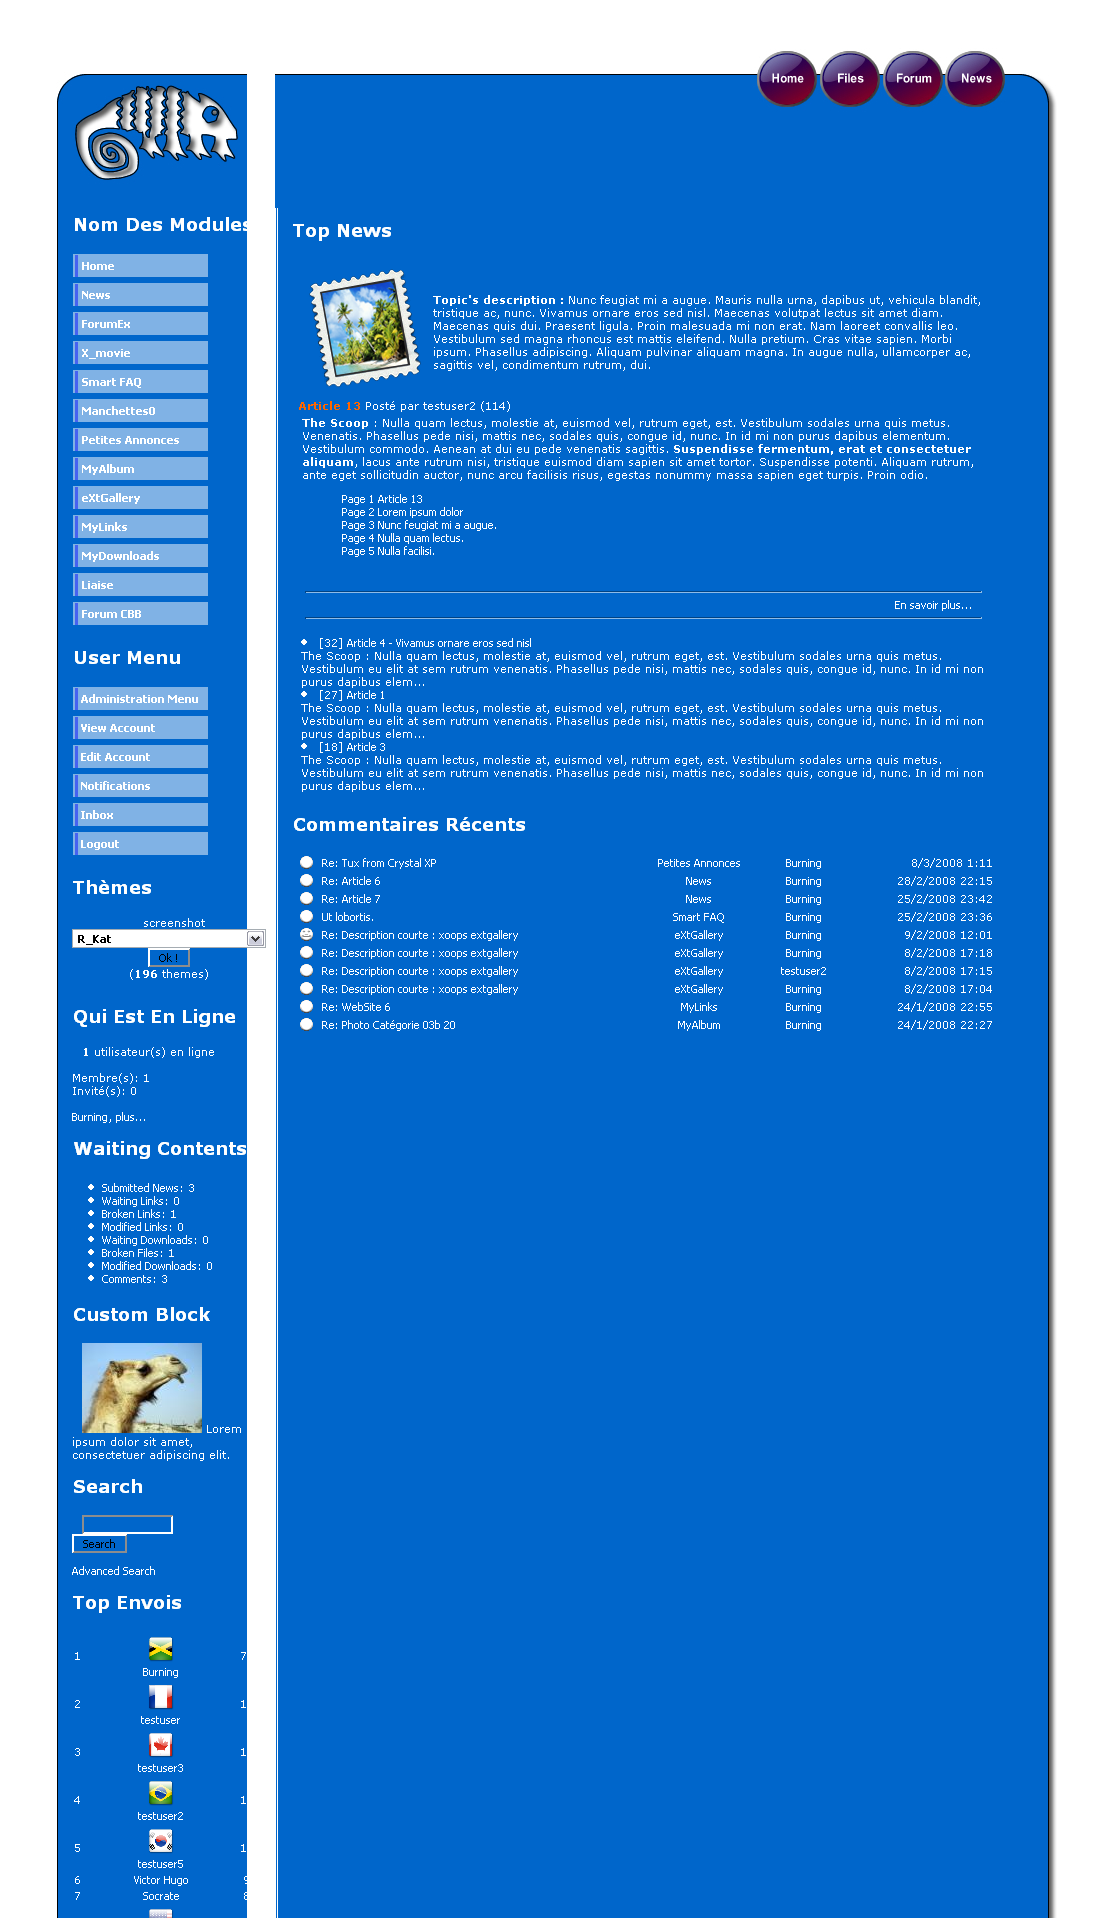 Home Files Forum News
Nom Des Modules
Home
News
ForumEx
X_movie
Smart FAQ
Manchettes0
Petites Annonces
MyAlbum
eXtGallery
MyLinks
MyDownloads
Liaise
Forum CBB
User Menu
Administration Menu
View Account
Edit Account
Notifications
Inbox
Logout
Thèmes
screenshot
R_Kat
Ok !
(196 themes)
Qui Est En Ligne
1 utilisateur(s) en ligne
Membre(s): 1
Invité(s): 0
Burning, plus...
Waiting Contents
Submitted News: 3
Waiting Links: 0
Broken Links: 1
Modified Links: 0
Waiting Downloads: 0
Broken Files: 1
Modified Downloads: 0
Comments: 3
Custom Block
Lorem
ipsum dolor sit amet,
consectetuer adipiscing elit.
Search
Search
Advanced Search
Top Envois
1 7
Burning
2 1
testuser
3 1
testuser3
4 1
testuser2
5 1
testuser5
6 Victor Hugo 9
7 Socrate 8
Top News
Topic's description : Nunc feugiat mi a augue. Mauris nulla urna, dapibus ut, vehicula blandit,
tristique ac, nunc. Vivamus ornare eros sed nisl. Maecenas volutpat lectus sit amet diam.
Maecenas quis dui. Praesent ligula. Proin malesuada mi non erat. Nam laoreet convallis leo.
Vestibulum sed magna rhoncus est mattis eleifend. Nulla pretium. Cras vitae sapien. Morbi
ipsum. Phasellus adipiscing. Aliquam pulvinar aliquam magna. In augue nulla, ullamcorper ac,
sagittis vel, condimentum rutrum, dui.
Article 13 Posté par testuser2 (114)
The Scoop : Nulla quam lectus, molestie at, euismod vel, rutrum eget, est. Vestibulum sodales urna quis metus.
Venenatis. Phasellus pede nisi, mattis nec, sodales quis, congue id, nunc. In id mi non purus dapibus elementum.
Vestibulum commodo. Aenean at dui eu pede venenatis sagittis. Suspendisse fermentum, erat et consectetuer
aliquam, lacus ante rutrum nisi, tristique euismod diam sapien sit amet tortor. Suspendisse potenti. Aliquam rutrum,
ante eget sollicitudin auctor, nunc arcu facilisis risus, egestas nonummy massa sapien eget turpis. Proin odio.
Page 1 Article 13
Page 2 Lorem ipsum dolor
Page 3 Nunc feugiat mi a augue.
Page 4 Nulla quam lectus.
Page 5 Nulla facilisi.
En savoir plus...
[32] Article 4 - Vivamus ornare eros sed nisl
The Scoop : Nulla quam lectus, molestie at, euismod vel, rutrum eget, est. Vestibulum sodales urna quis metus.
Vestibulum eu elit at sem rutrum venenatis. Phasellus pede nisi, mattis nec, sodales quis, congue id, nunc. In id mi non
purus dapibus elem...
[27] Article 1
The Scoop : Nulla quam lectus, molestie at, euismod vel, rutrum eget, est. Vestibulum sodales urna quis metus.
Vestibulum eu elit at sem rutrum venenatis. Phasellus pede nisi, mattis nec, sodales quis, congue id, nunc. In id mi non
purus dapibus elem...
[18] Article 3
The Scoop : Nulla quam lectus, molestie at, euismod vel, rutrum eget, est. Vestibulum sodales urna quis metus.
Vestibulum eu elit at sem rutrum venenatis. Phasellus pede nisi, mattis nec, sodales quis, congue id, nunc. In id mi non
purus dapibus elem...
Commentaires Récents
Re: Tux from Crystal XP Petites Annonces Burning 8/3/2008 1:11
Re: Article 6 News Burning 28/2/2008 22:15
Re: Article 7 News Burning 25/2/2008 23:42
Ut lobortis. Smart FAQ Burning 25/2/2008 23:36
Re: Description courte : xoops extgallery eXtGallery Burning 9/2/2008 12:01
Re: Description courte : xoops extgallery eXtGallery Burning 8/2/2008 17:18
Re: Description courte : xoops extgallery eXtGallery testuser2 8/2/2008 17:15
Re: Description courte : xoops extgallery eXtGallery Burning 8/2/2008 17:04
Re: WebSite 6 MyLinks Burning 24/1/2008 22:55
Re: Photo Catégorie 03b 20 MyAlbum Burning 24/1/2008 22:27